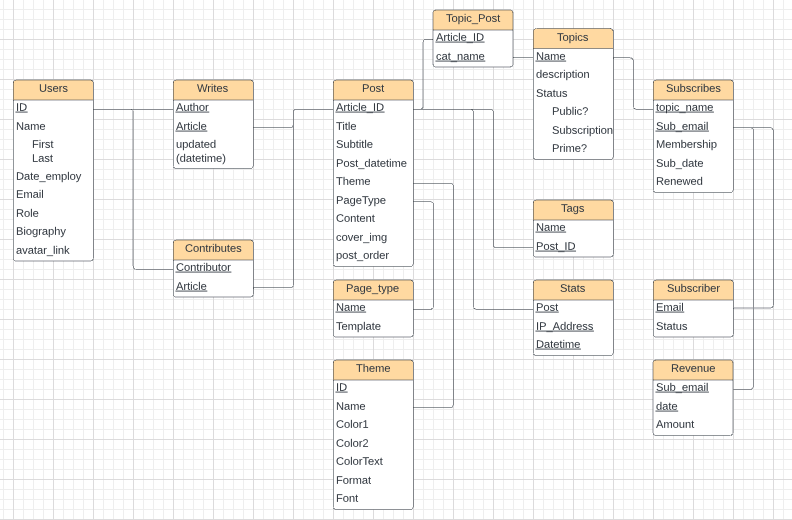 Users
ID
Name
First
Last
Date_employ
Email
Role
Biography
avatar_link
Writes
Author
Article
updated
(datetime)
Contributes
Contributor
Article
Post
Article_ID
Title
Subtitle
Post_datetime
Theme
PageType
Content
cover_img
post_order
Page_type
Name
Template
Theme
ID
Name
Color1
Color2
ColorText
Format
Font
Topic_Post
Article_ID
cat_name
Topics
Name
description
Status
Public?
Subscription
Prime?
Tags
Name
Post_ID
Stats
Post
IP_Address
Datetime
Subscribes
topic_name
Sub_email
Membership
Sub_date
Renewed
Subscriber
Email
Status
Revenue
Sub_email
date
Amount